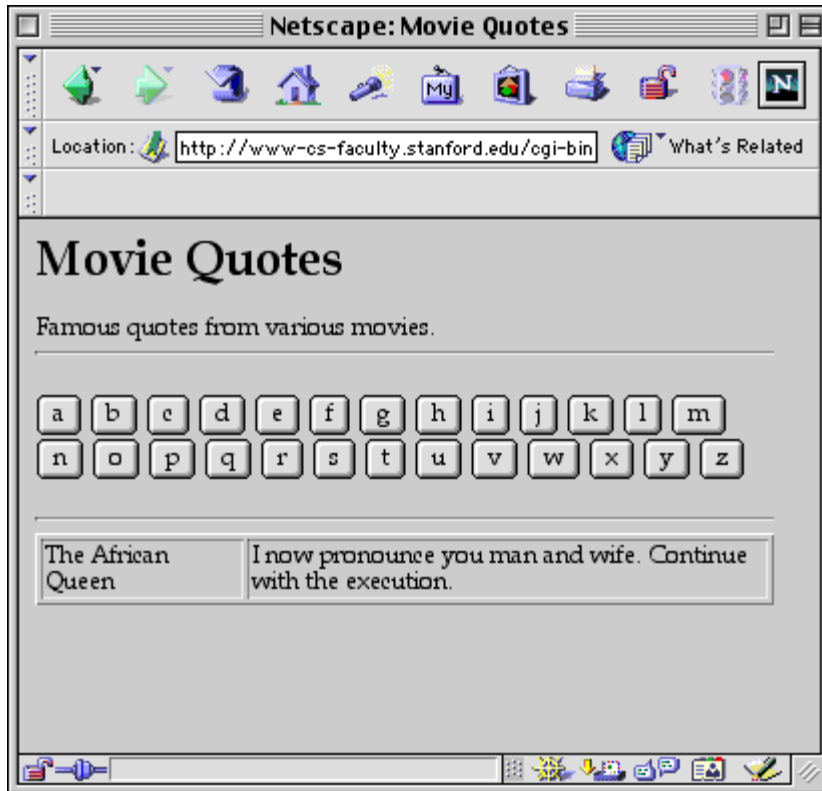 Netscape: Movie Quotes
My
N
Location: http://www-cs-faculty.stanford.edu/cgi-bin What's Related
Movie Quotes
Famous quotes from various movies.
a b c d e f g h i j k l m
n o p q r s t u v w x y z
The African I now pronounce you man and wife. Continue
Queen with the execution.